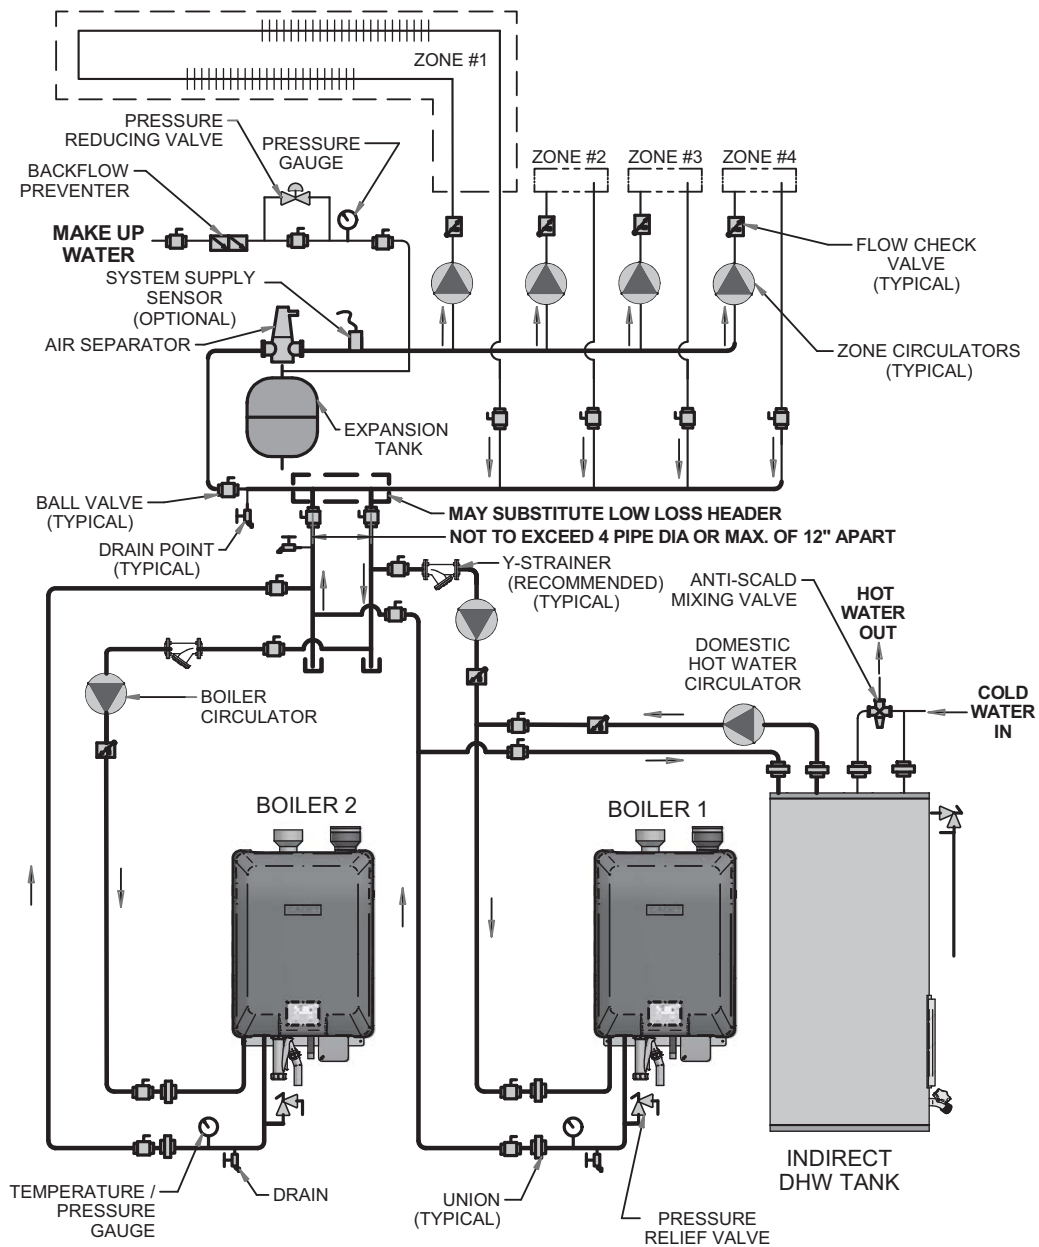 ZONE #1
PRESSURE
REDUCING VALVE
PRESSURE
GAUGE
BACKFLOW
PREVENTER
ZONE #2
ZONE #3
ZONE #4
MAKE UP
WATER
FLOW CHECK
VALVE
(TYPICAL)
SYSTEM SUPPLY
SENSOR
(OPTIONAL)
AIR SEPARATOR
ZONE CIRCULATORS
(TYPICAL)
EXPANSION
TANK
BALL VALVE
(TYPICAL)
MAY SUBSTITUTE LOW LOSS HEADER
NOT TO EXCEED 4 PIPE DIA OR MAX. OF 12" APART
DRAIN POINT
(TYPICAL)
Y-STRAINER
(RECOMMENDED)
(TYPICAL)
ANTI-SCALD
MIXING VALVE
HOT
WATER
OUT
DOMESTIC
HOT WATER
CIRCULATOR
BOILER
CIRCULATOR
COLD
WATER
IN
BOILER 2
BOILER 1
INDIRECT
DHW TANK
TEMPERATURE /
PRESSURE
GAUGE
DRAIN
UNION
(TYPICAL)
PRESSURE
RELIEF VALVE